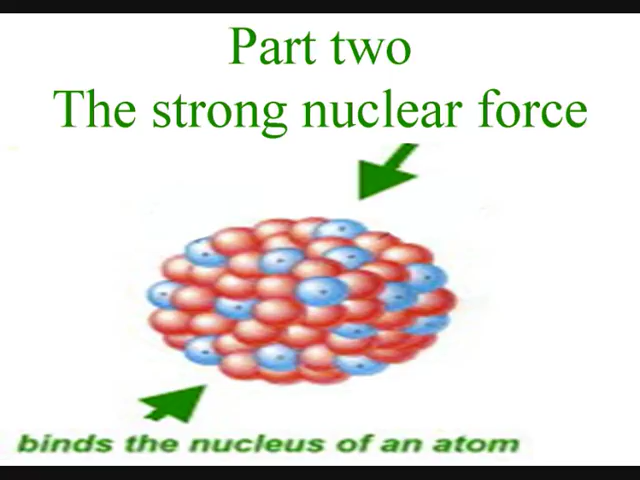 Part two
The strong nuclear force
binds the nucleus of an atom